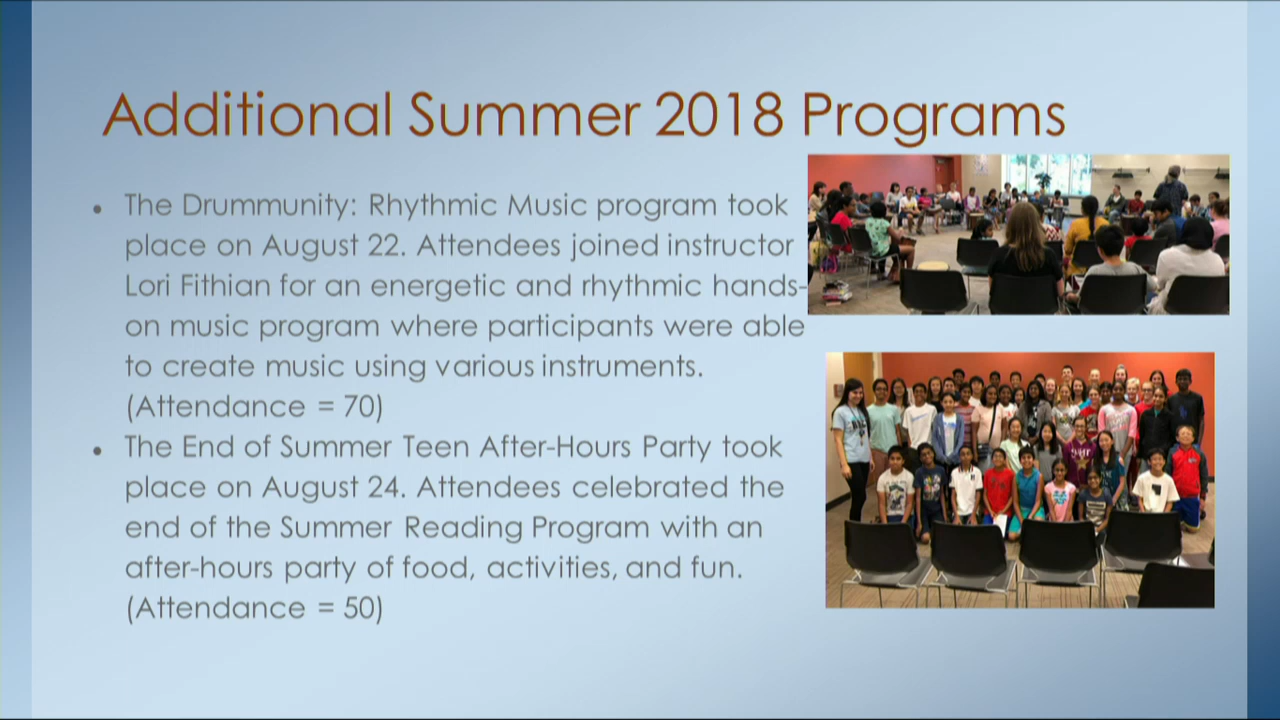 Additional Summer 2018 Programs
• The Drummunity: Rhythmic Music program took
place on August 22. Attendees joined instructor
Lori Fithian for an energetic and rhythmic hands-
on music program where participants were able
to create music using various instruments.
(Attendance = 70)
• The End of Summer Teen After-Hours Party took
place on August 24. Attendees celebrated the
end of the Summer Reading Program with an
after-hours party of food, activities, and fun.
(Attendance = 50)